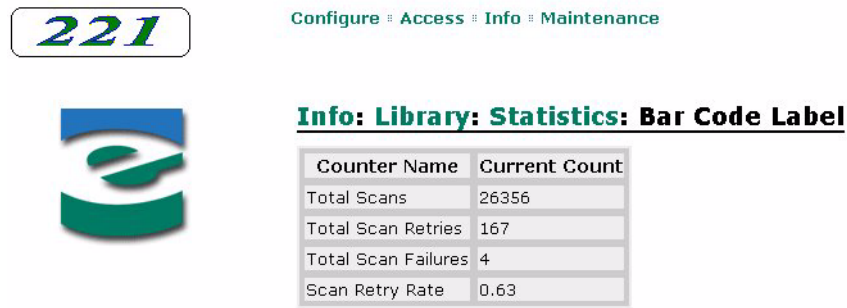 221
Configure Access Info Maintenance
Info: Library: Statistics: Bar Code Label
Counter Name Current Count
Total Scans 26356
Total Scan Retries 167
Total Scan Failures 4
Scan Retry Rate 0.63